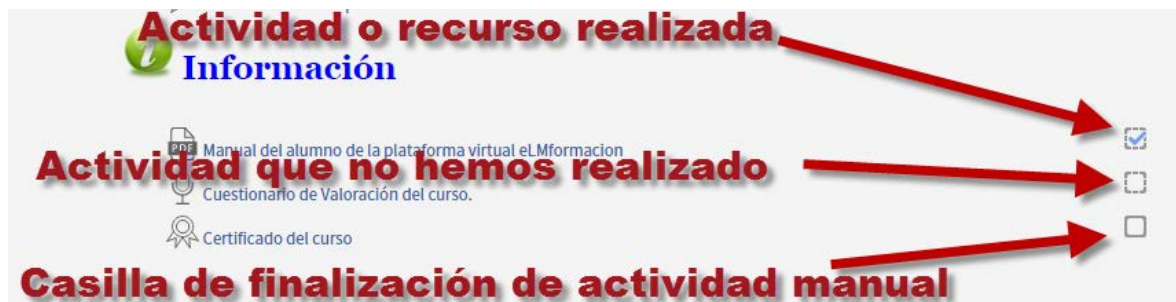 Actividad o recurso realizada
Información
PDF Manual del alumno de la plataforma virtual eLMformacion
Actividad que no hemos realizado
Cuestionario de Valoración del curso.
Certificado del curso
Casilla de finalización de actividad manual